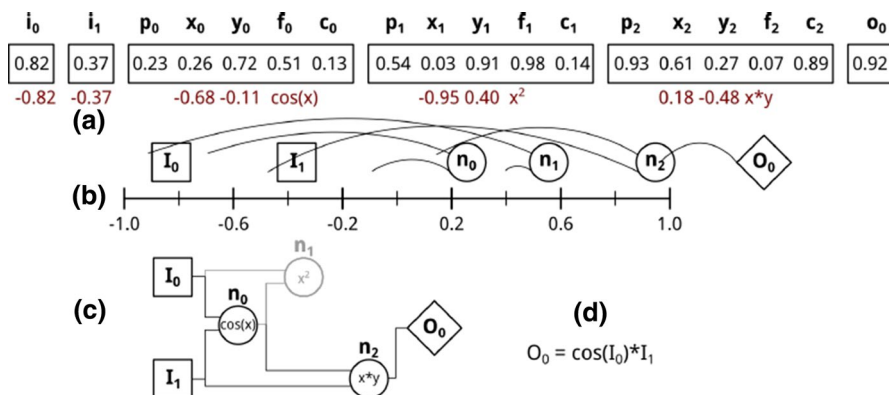 i0 i1 p0 x0 y0 f0 c0 p1 x1 y1 f1 c1 p2 x2 y2 f2 c2 o0
0.82 0.37 0.23 0.26 0.72 0.51 0.13 0.54 0.03 0.91 0.98 0.14 0.93 0.61 0.27 0.07 0.89 0.92
-0.82 -0.37 -0.68 -0.11 cos(x) -0.95 0.40 x² 0.18 -0.48 x*y
(a)
I0 I1 n0 n1 n2 O0
(b)
-1.0 -0.6 -0.2 0.2 0.6 1.0
n1
I0 x²
n0
(c) cos(x) O0 (d)
n2
O0 = cos(I0)*I1
I1 x*y